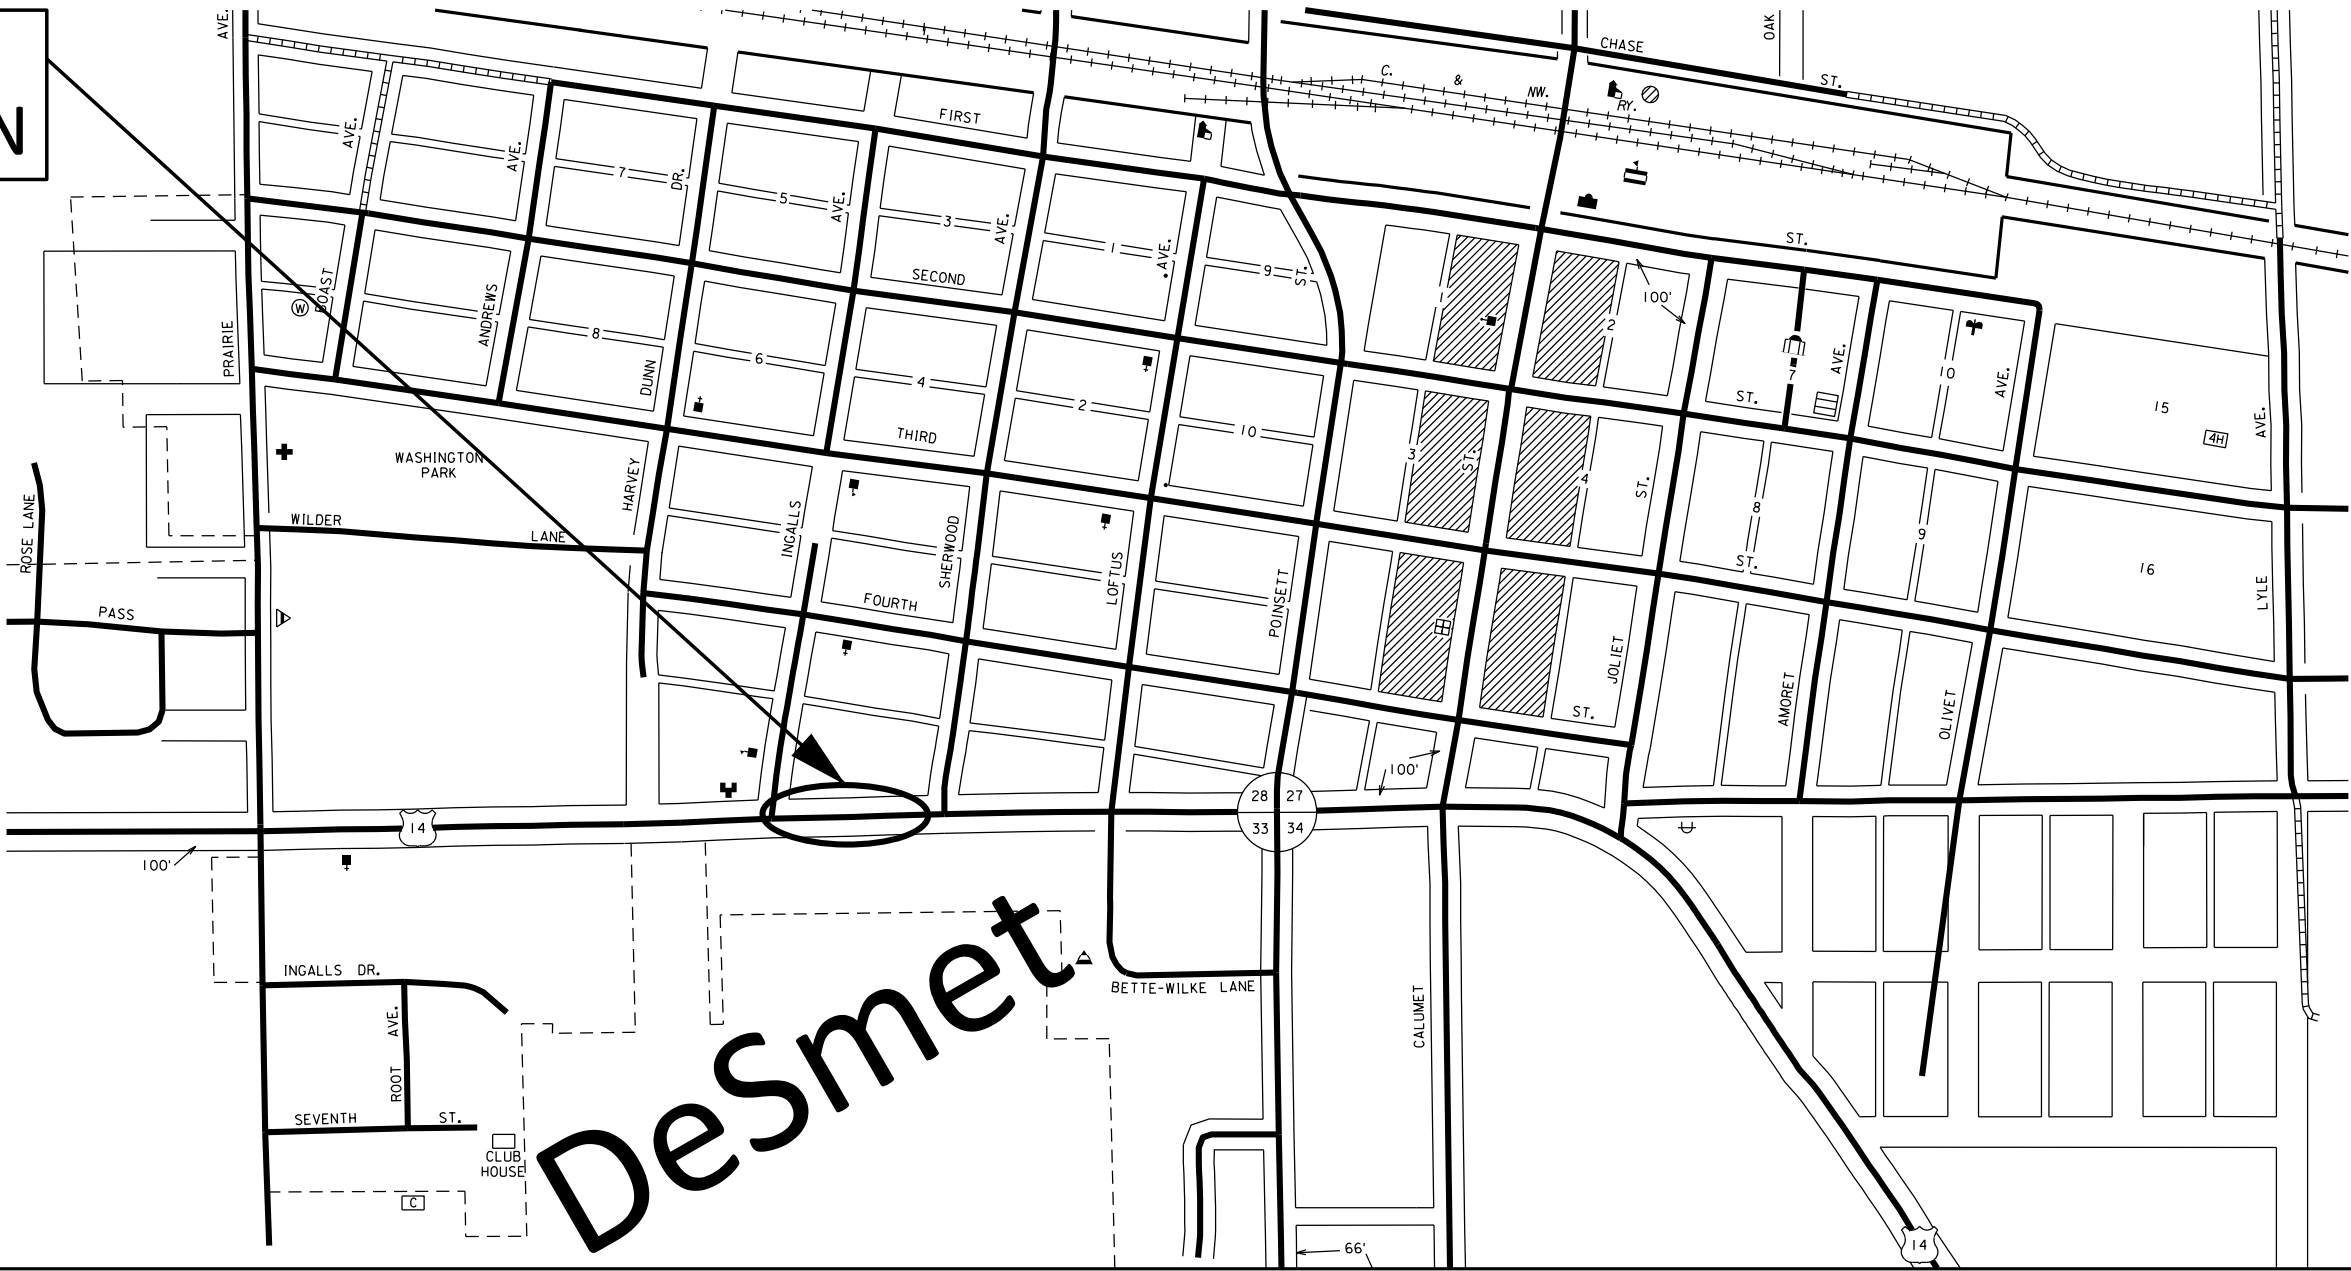 AVE.
N
OAK
CHASE
ST.
C. & NW. RY.
AVE.
AVE.
FIRST
7
DR.
5
AVE.
3
AVE.
1
AVE.
9
ST.
ST.
SECOND
100'
1
2
W
BOAST
ANDREWS
8
DUNN
6
4
2
10
PRAIRIE
ST.
7
AVE.
10
AVE.
15
4H
AVE.
THIRD
WASHINGTON
PARK
HARVEY
3
ST.
4
ST.
8
9
ROSE LANE
WILDER
LANE
INGALLS
SHERWOOD
LOFTUS
POINSETT
ST.
16
LYLE
PASS
FOURTH
JOLIET
ST.
AMORET
OLIVET
100'
28 27
33 34
14
100'
INGALLS DR.
AVE.
ROOT
SEVENTH
ST.
CLUB
HOUSE
C
DeSmet
BETTE-WILKE LANE
CALUMET
66'
14